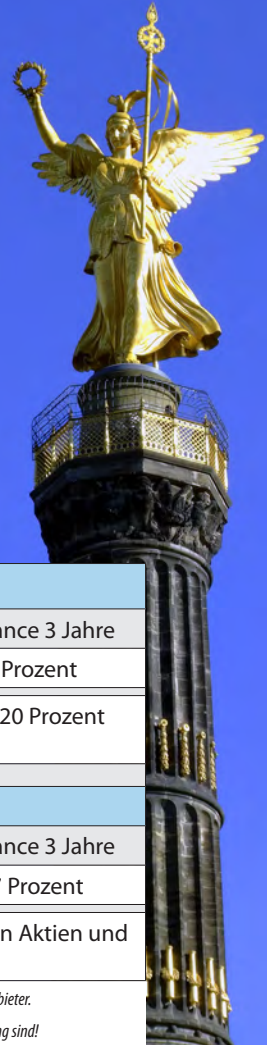 ance 3 Jahre
Prozent
20 Prozent
ance 3 Jahre
Prozent
n Aktien und
bieter.
g sind!